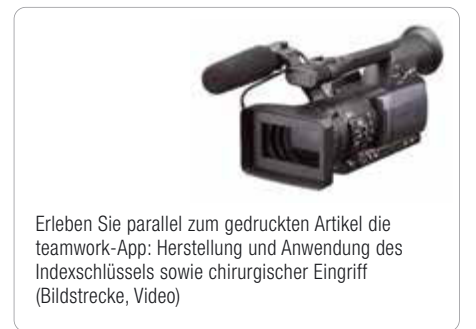 Erleben Sie parallel zum gedruckten Artikel die
teamwork-App: Herstellung und Anwendung des
Indexschlüssels sowie chirurgischer Eingriff
(Bildstrecke, Video)